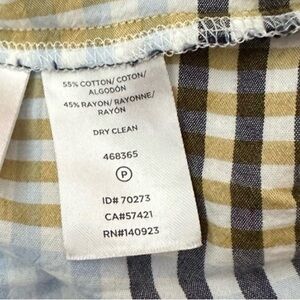 55% COTTON/ COTON/
ALGODÓN
45% RAYON/ RAYONNE/
RAYÓN
DRY CLEAN
468365
P
ID# 70273
CA#57421
RN#140923